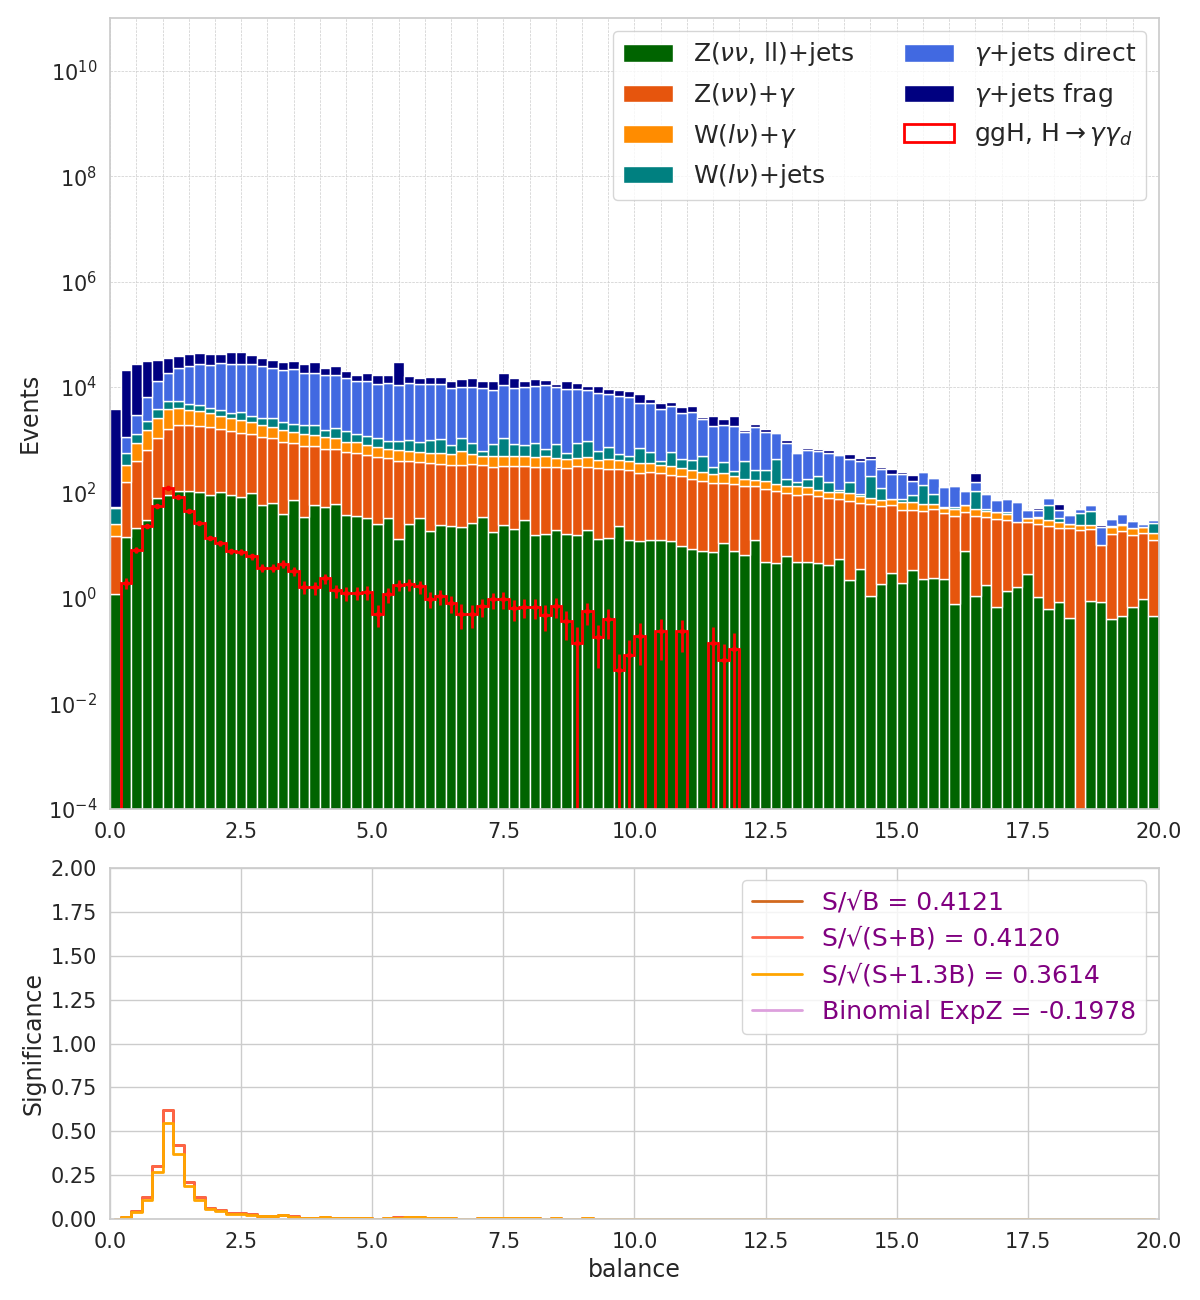 Events
10^10
10^8
10^6
10^4
10^2
10^0
10^−2
10^−4
Z(νν, ll)+jets
Z(νν)+γ
W(lν)+γ
W(lν)+jets
γ+jets direct
γ+jets frag
ggH, H→γγ_d
0.0 2.5 5.0 7.5 10.0 12.5 15.0 17.5 20.0
Significance
2.00
1.75
1.50
1.25
1.00
0.75
0.50
0.25
0.00
S/√B = 0.4121
S/√(S+B) = 0.4120
S/√(S+1.3B) = 0.3614
Binomial ExpZ = -0.1978
0.0 2.5 5.0 7.5 10.0 12.5 15.0 17.5 20.0
balance